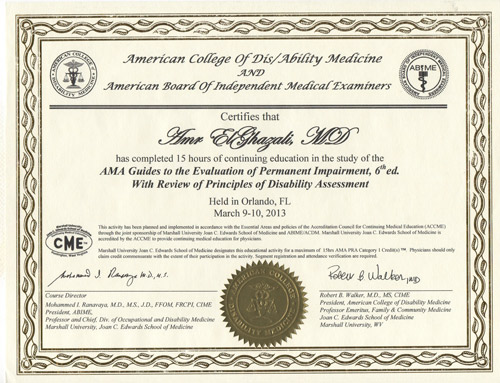 American College Of Dis/Ability Medicine
AND
American Board Of Independent Medical Examiners
AMERICAN COLLEGE
DISABILITY MEDICINE
ABIME
Certifies that
Amr ElGhazali, MD
has completed 15 hours of continuing education in the study of the
AMA Guides to the Evaluation of Permanent Impairment, 6th ed.
With Review of Principles of Disability Assessment
Held in Orlando, FL
March 9-10, 2013
CME
This activity has been planned and implemented in accordance with the Essential Areas and policies of the Accreditation Council for Continuing Medical Education (ACCME)
through the joint sponsorship of Marshall University Joan C. Edwards School of Medicine and ABIME/ACDM. Marshall University Joan C. Edwards School of Medicine is
accredited by the ACCME to provide continuing medical education for physicians.
Marshall University Joan C. Edwards School of Medicine designates this educational activity for a maximum of 15hrs AMA PRA Category 1 Credit(s)™. Physicians should only
claim credit commensurate with the extent of their participation in the activity. Segment registration and attendance verification are required.
Mohammed I. Ranavaya M.D., M.S.
Robert B Walker, MD
Course Director
Mohammed I. Ranavaya, M.D., M.S., J.D., FFOM, FRCPI, CIME
President, ABIME,
Professor and Chief, Div. of Occupational and Disability Medicine
Marshall University, Joan C. Edwards School of Medicine
AMERICAN COLLEGE
Robert B. Walker, M.D., MS, CIME
President, American College of Disability Medicine
Professor Emeritus, Family & Community Medicine
Joan C. Edwards School of Medicine
Marshall University, WV